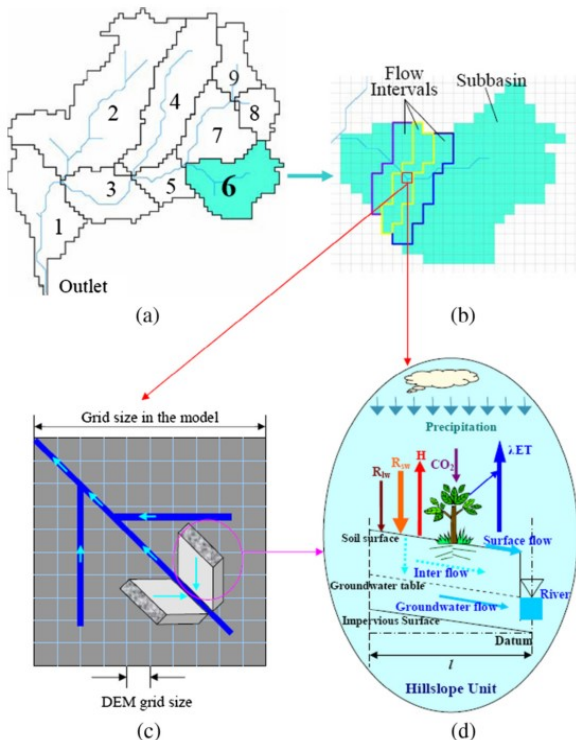 2
4
9
8
7
3
5
6
1
Outlet
(a)
Flow
Intervals
Subbasin
(b)
Grid size in the model
DEM grid size
(c)
Precipitation
Rlw
Rsw
H
CO2
λET
Soil surface
Surface flow
Inter flow
Groundwater table
River
Groundwater flow
Impervious Surface
Datum
l
Hillslope Unit
(d)